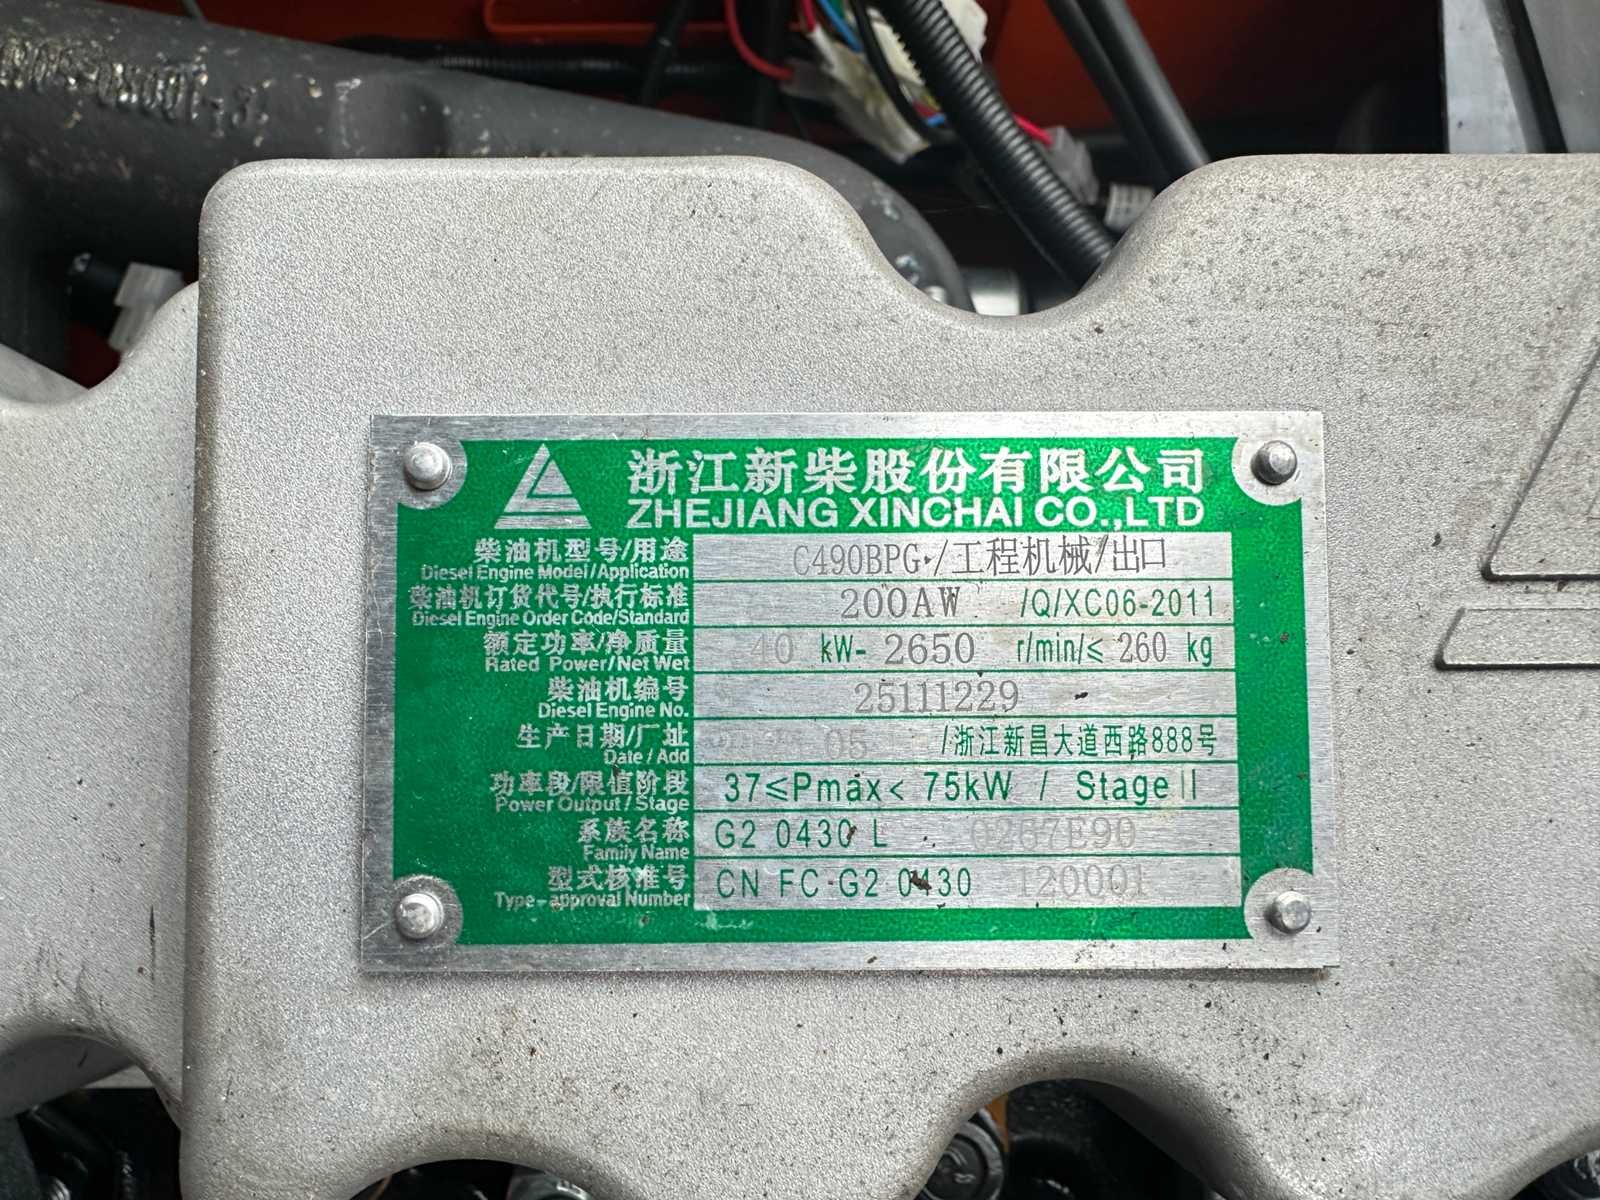 浙江新柴股份有限公司
ZHEJIANG XINCHAI CO.,LTD
柴油机型号/用途 C490BPG /工程机械/出口
Diesel Engine Model/Application
柴油机订货代号/执行标准 200AW /Q/XC06-2011
Diesel Engine Order Code/Standard
额定功率/净质量 40 kW- 2650 r/min/≤ 260 kg
Rated Power/Net Wet
柴油机编号 25111229
Diesel Engine No.
生产日期/厂址 05 /浙江新昌大道西路888号
Date/Add
功率段/限值阶段 37≤Pmax< 75kW / Stage II
Power Output/Stage
系族名称 G2 0430 L 0267E90
Family Name
型式核准号 CN FC G2 0430 120001
Type-approval Number